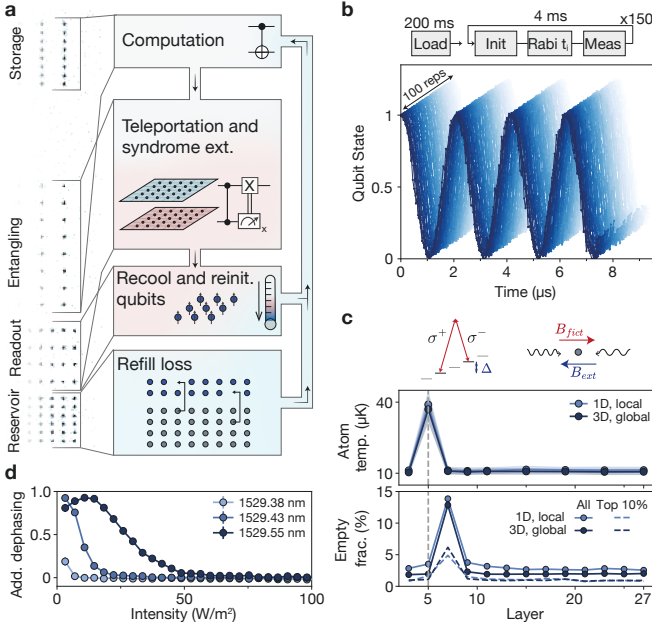 a
Storage
Entangling
Readout
Reservoir
Computation
Teleportation and
syndrome ext.
X
x
Recool and reinit.
qubits
Refill loss
b
200 ms
4 ms
x150
Load
Init
Rabi tᵢ
Meas
100 reps
Qubit State
1
0.5
0
0
2
4
6
8
Time (µs)
c
σ⁺
σ⁻
Δ
B_fict
B_ext
Atom
temp. (µK)
40
10
1D, local
3D, global
Empty
frac. (%)
15
10
5
0
All Top 10%
1D, local
3D, global
5
10
20
27
Layer
d
Add. dephasing
1.0
0.5
0
1529.38 nm
1529.43 nm
1529.55 nm
0
50
100
Intensity (W/m²)